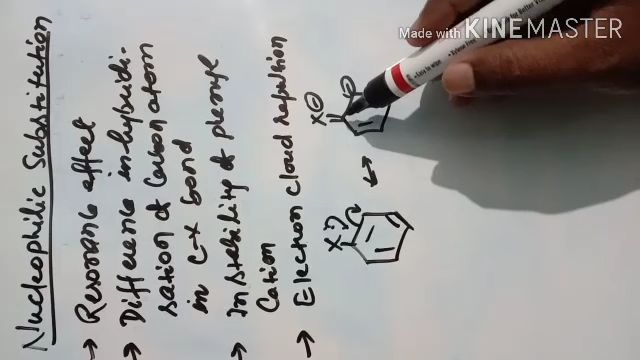 Nucleophilic Substitution
→ Resonance effect
→ Difference in hybridi-
sation of Carbon atom
in C-X bond
→ Instability of phenyl
Cation
→ Electron cloud repulsion
X
X
Made with KINEMASTER